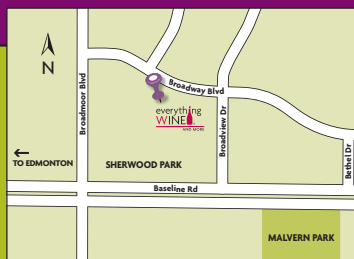 N
Broadmoor Blvd
Broadway Blvd
everything
WINE
AND MORE
Broadview Dr
Bethel Dr
TO EDMONTON
SHERWOOD PARK
Baseline Rd
MALVERN PARK